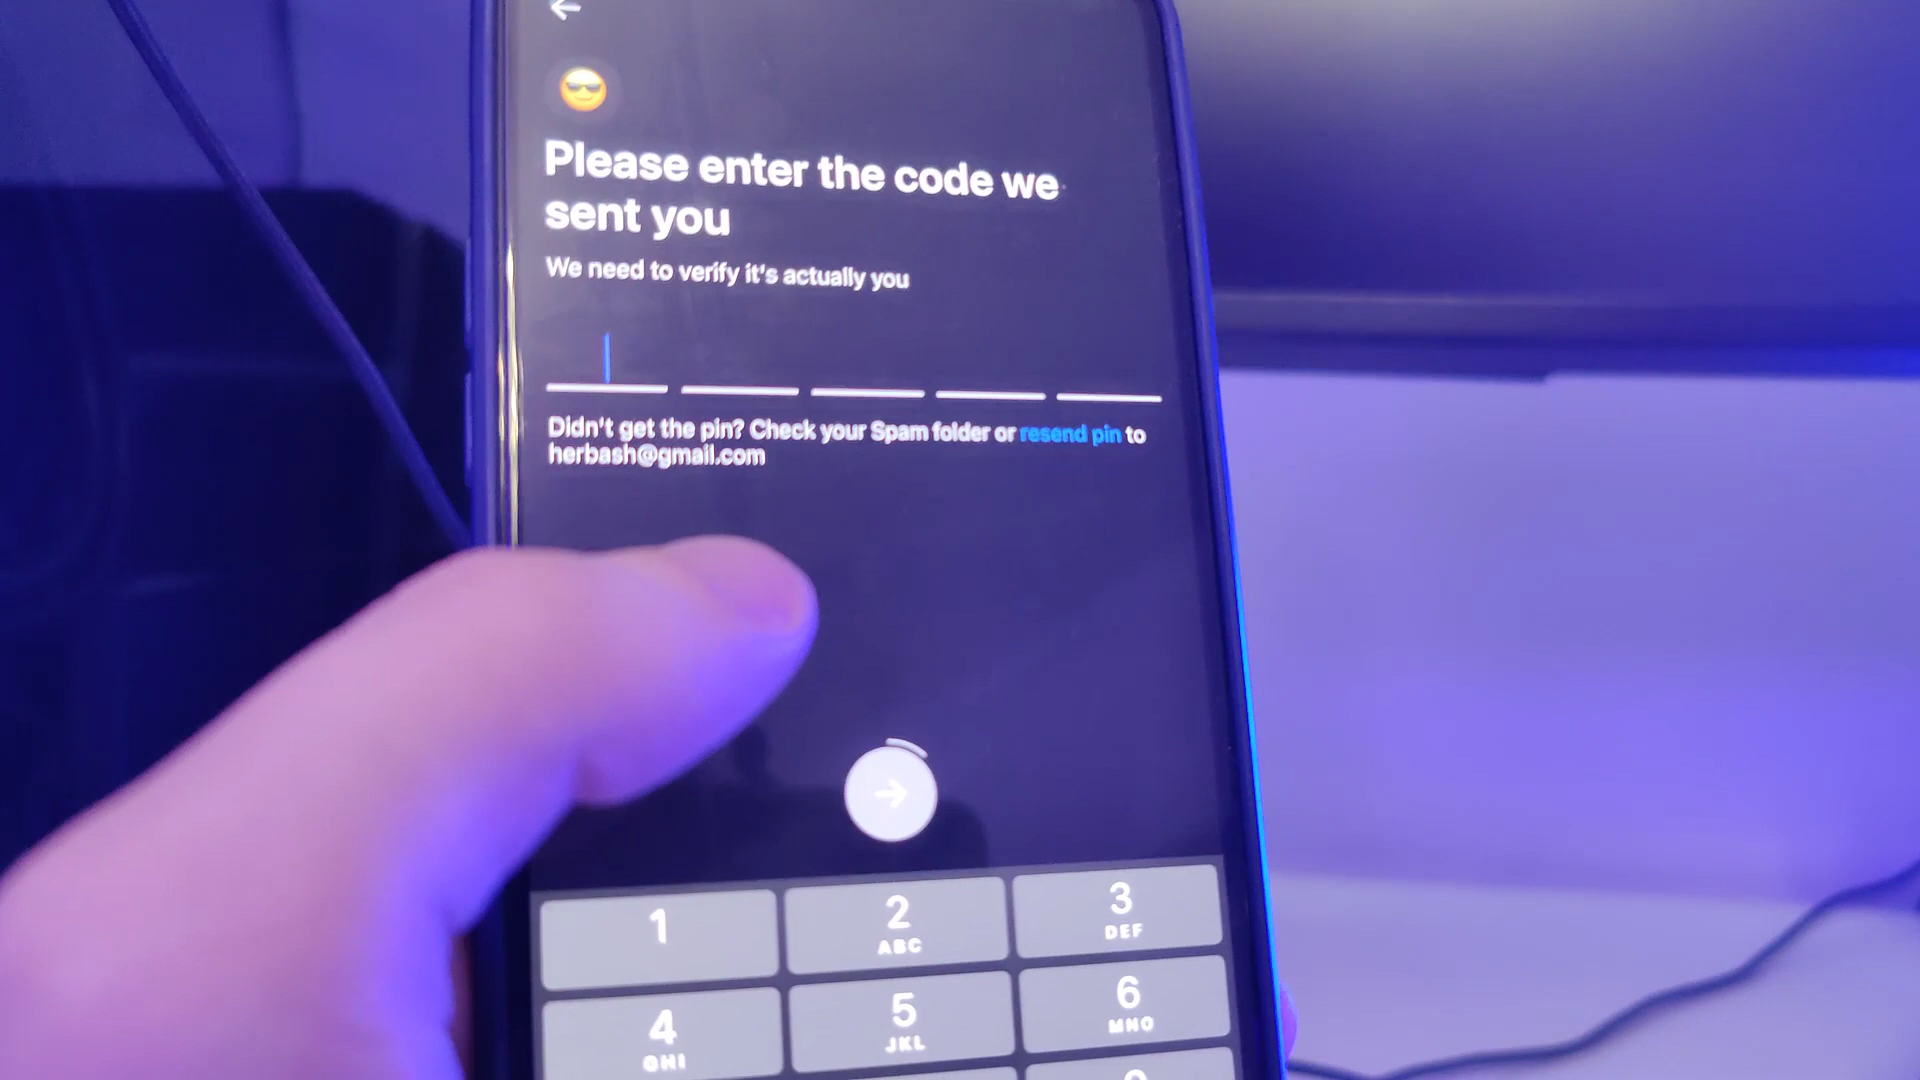 Please enter the code we
sent you
We need to verify it's actually you
Didn't get the pin? Check your Spam folder or resend pin to
herbash@gmail.com
1
2
ABC
3
DEF
4
GHI
5
JKL
6
MNO